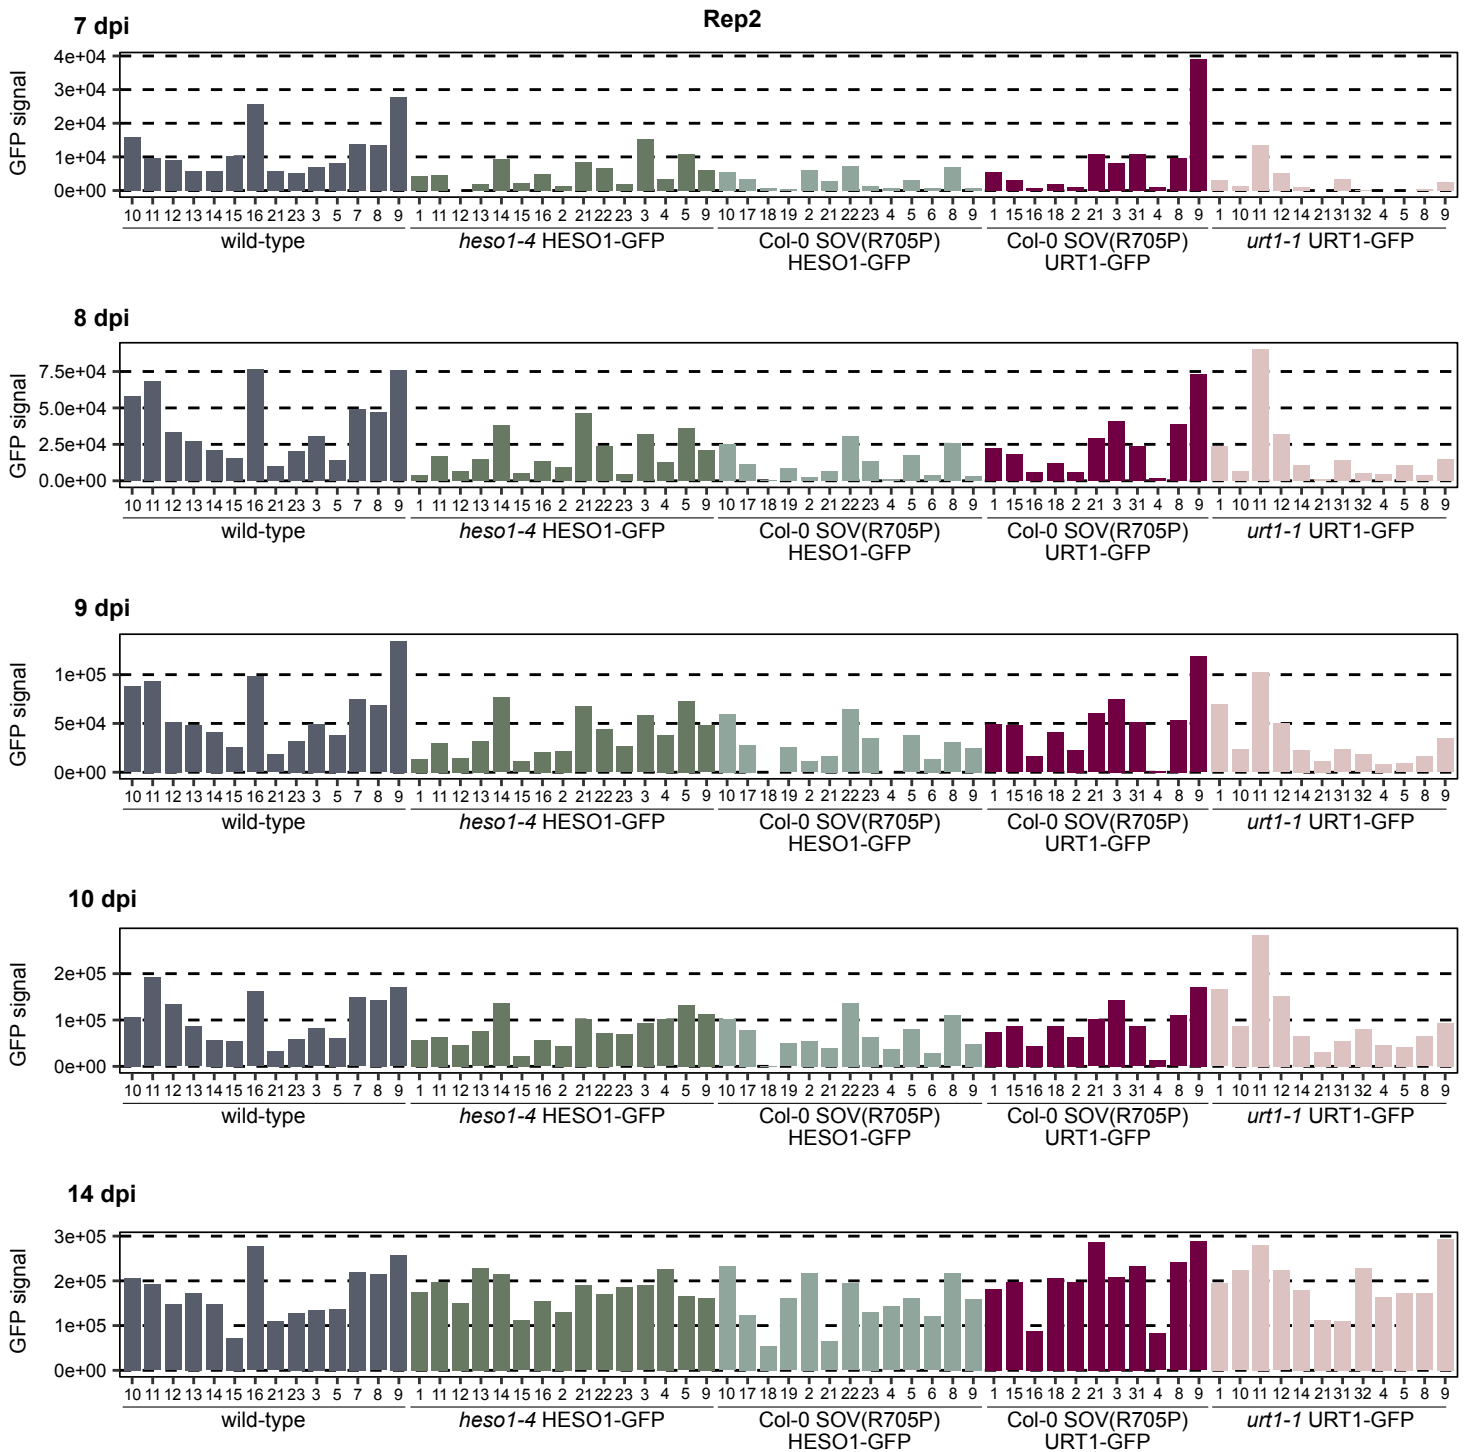 Rep2
7 dpi
GFP signal
4e+04
3e+04
2e+04
1e+04
0e+00
10 11 12 13 14 15 16 21 23 3 5 7 8 9 1 11 12 13 14 15 16 2 21 22 23 3 4 5 9 10 17 18 19 2 21 22 23 4 5 6 8 9 1 15 16 18 2 21 3 31 4 8 9 1 10 11 12 14 21 31 32 4 5 8 9
wild-type heso1-4 HESO1-GFP Col-0 SOV(R705P) Col-0 SOV(R705P) urt1-1 URT1-GFP
HESO1-GFP URT1-GFP
8 dpi
GFP signal
7.5e+04
5.0e+04
2.5e+04
0.0e+00
10 11 12 13 14 15 16 21 23 3 5 7 8 9 1 11 12 13 14 15 16 2 21 22 23 3 4 5 9 10 17 18 19 2 21 22 23 4 5 6 8 9 1 15 16 18 2 21 3 31 4 8 9 1 10 11 12 14 21 31 32 4 5 8 9
wild-type heso1-4 HESO1-GFP Col-0 SOV(R705P) Col-0 SOV(R705P) urt1-1 URT1-GFP
HESO1-GFP URT1-GFP
9 dpi
GFP signal
1e+05
5e+04
0e+00
10 11 12 13 14 15 16 21 23 3 5 7 8 9 1 11 12 13 14 15 16 2 21 22 23 3 4 5 9 10 17 18 19 2 21 22 23 4 5 6 8 9 1 15 16 18 2 21 3 31 4 8 9 1 10 11 12 14 21 31 32 4 5 8 9
wild-type heso1-4 HESO1-GFP Col-0 SOV(R705P) Col-0 SOV(R705P) urt1-1 URT1-GFP
HESO1-GFP URT1-GFP
10 dpi
GFP signal
2e+05
1e+05
0e+00
10 11 12 13 14 15 16 21 23 3 5 7 8 9 1 11 12 13 14 15 16 2 21 22 23 3 4 5 9 10 17 18 19 2 21 22 23 4 5 6 8 9 1 15 16 18 2 21 3 31 4 8 9 1 10 11 12 14 21 31 32 4 5 8 9
wild-type heso1-4 HESO1-GFP Col-0 SOV(R705P) Col-0 SOV(R705P) urt1-1 URT1-GFP
HESO1-GFP URT1-GFP
14 dpi
GFP signal
3e+05
2e+05
1e+05
0e+00
10 11 12 13 14 15 16 21 23 3 5 7 8 9 1 11 12 13 14 15 16 2 21 22 23 3 4 5 9 10 17 18 19 2 21 22 23 4 5 6 8 9 1 15 16 18 2 21 3 31 4 8 9 1 10 11 12 14 21 31 32 4 5 8 9
wild-type heso1-4 HESO1-GFP Col-0 SOV(R705P) Col-0 SOV(R705P) urt1-1 URT1-GFP
HESO1-GFP URT1-GFP